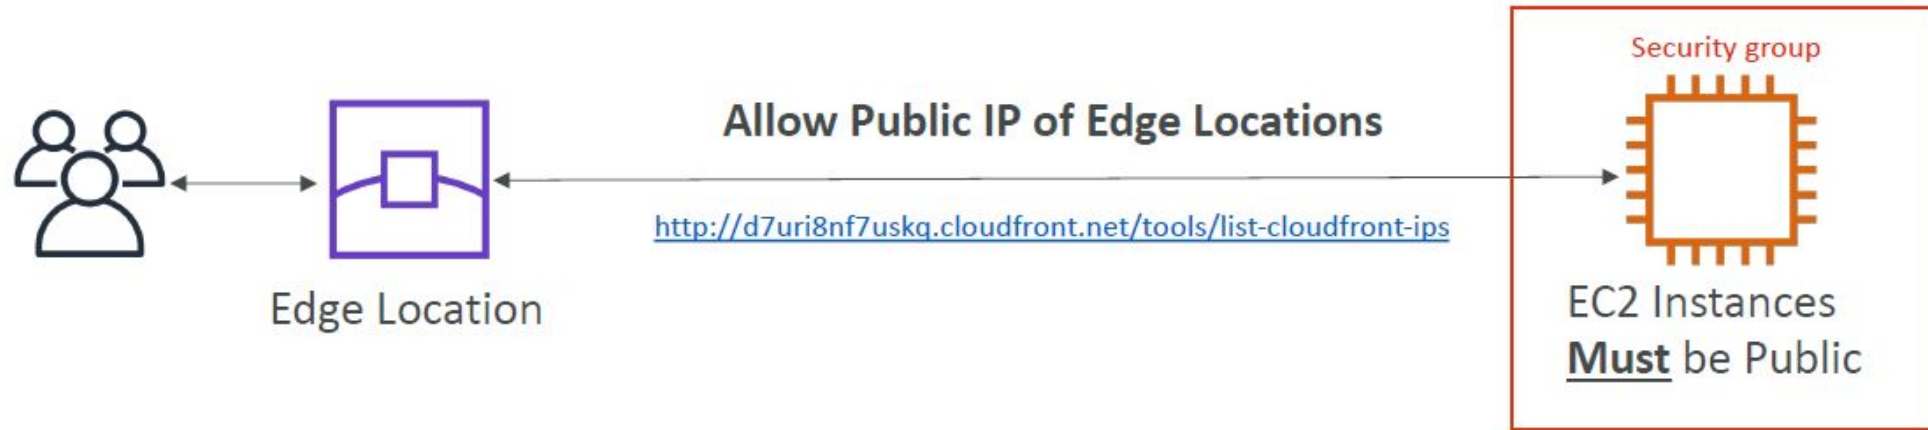 Security group
Allow Public IP of Edge Locations
http://d7uri8nf7uskq.cloudfront.net/tools/list-cloudfront-ips
Edge Location
EC2 Instances
Must be Public